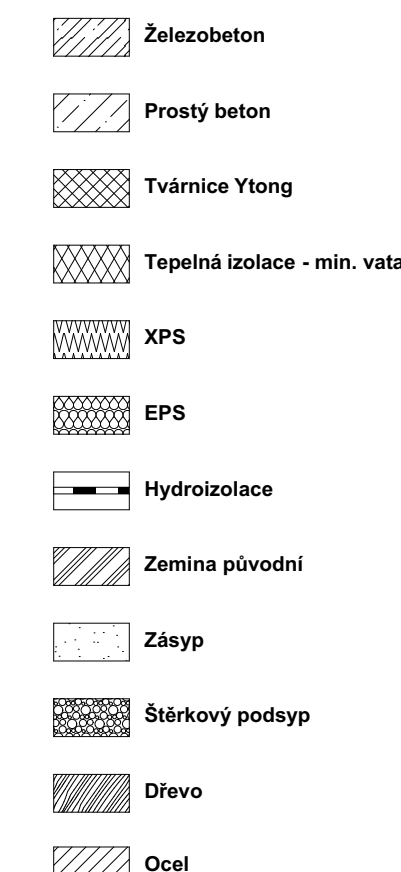 Železobeton
Prostý beton
Tvárnice Ytong
Tepelná izolace - min. vata
XPS
EPS
Hydroizolace
Zemina původní
Zásyp
Štěrkový podsyp
Dřevo
Ocel